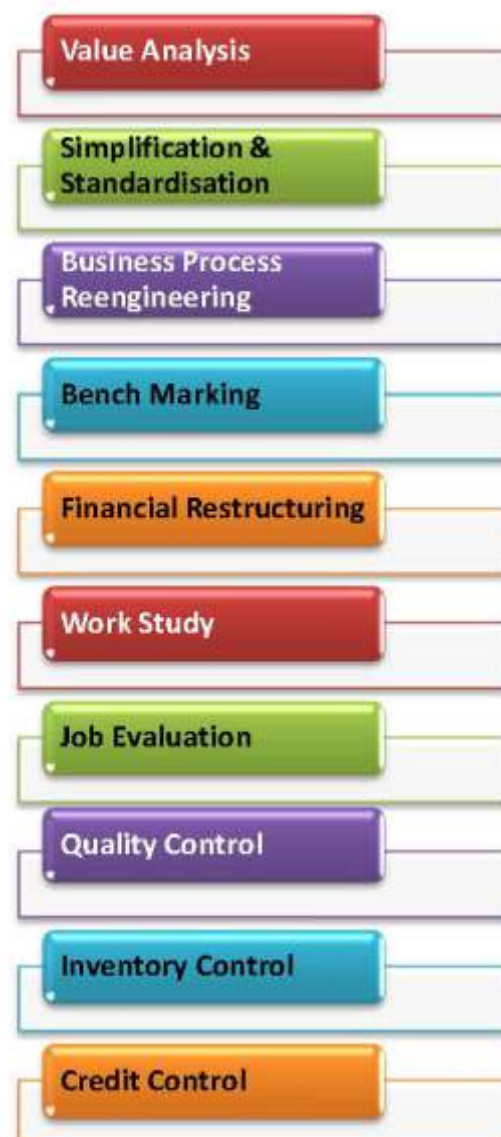 Value Analysis
Simplification &
Standardisation
Business Process
Reengineering
Bench Marking
Financial Restructuring
Work Study
Job Evaluation
Quality Control
Inventory Control
Credit Control